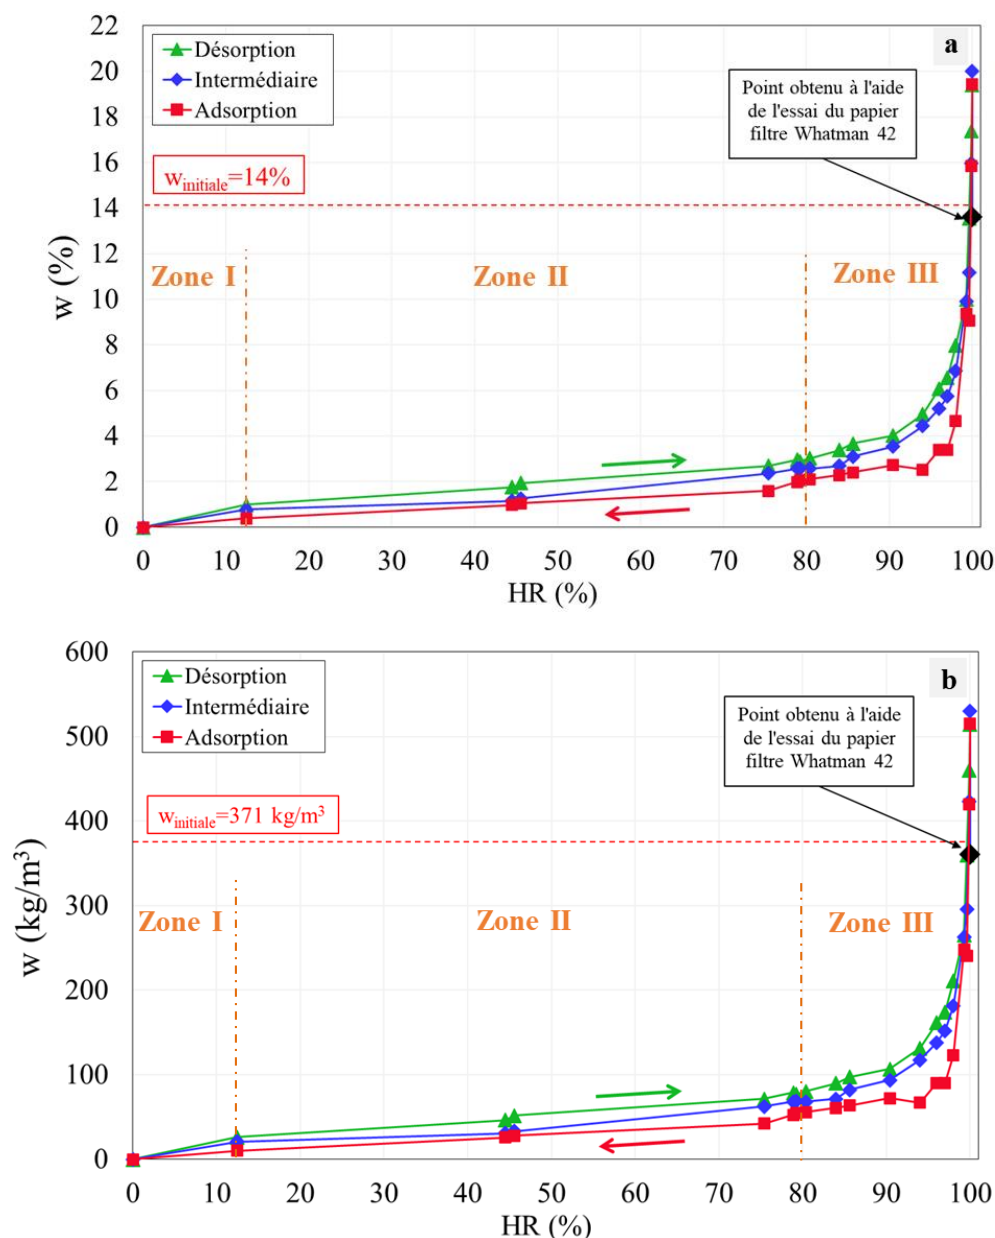 a
Désorption
Intermédiaire
Adsorption
Point obtenu à l'aide
de l'essai du papier
filtre Whatman 42
w_initiale=14%
Zone I
Zone II
Zone III
w (%)
22
20
18
16
14
12
10
8
6
4
2
0
0 10 20 30 40 50 60 70 80 90 100
HR (%)
b
Désorption
Intermédiaire
Adsorption
Point obtenu à l'aide
de l'essai du papier
filtre Whatman 42
w_initiale=371 kg/m³
Zone I
Zone II
Zone III
w (kg/m³)
600
500
400
300
200
100
0
0 10 20 30 40 50 60 70 80 90 100
HR (%)